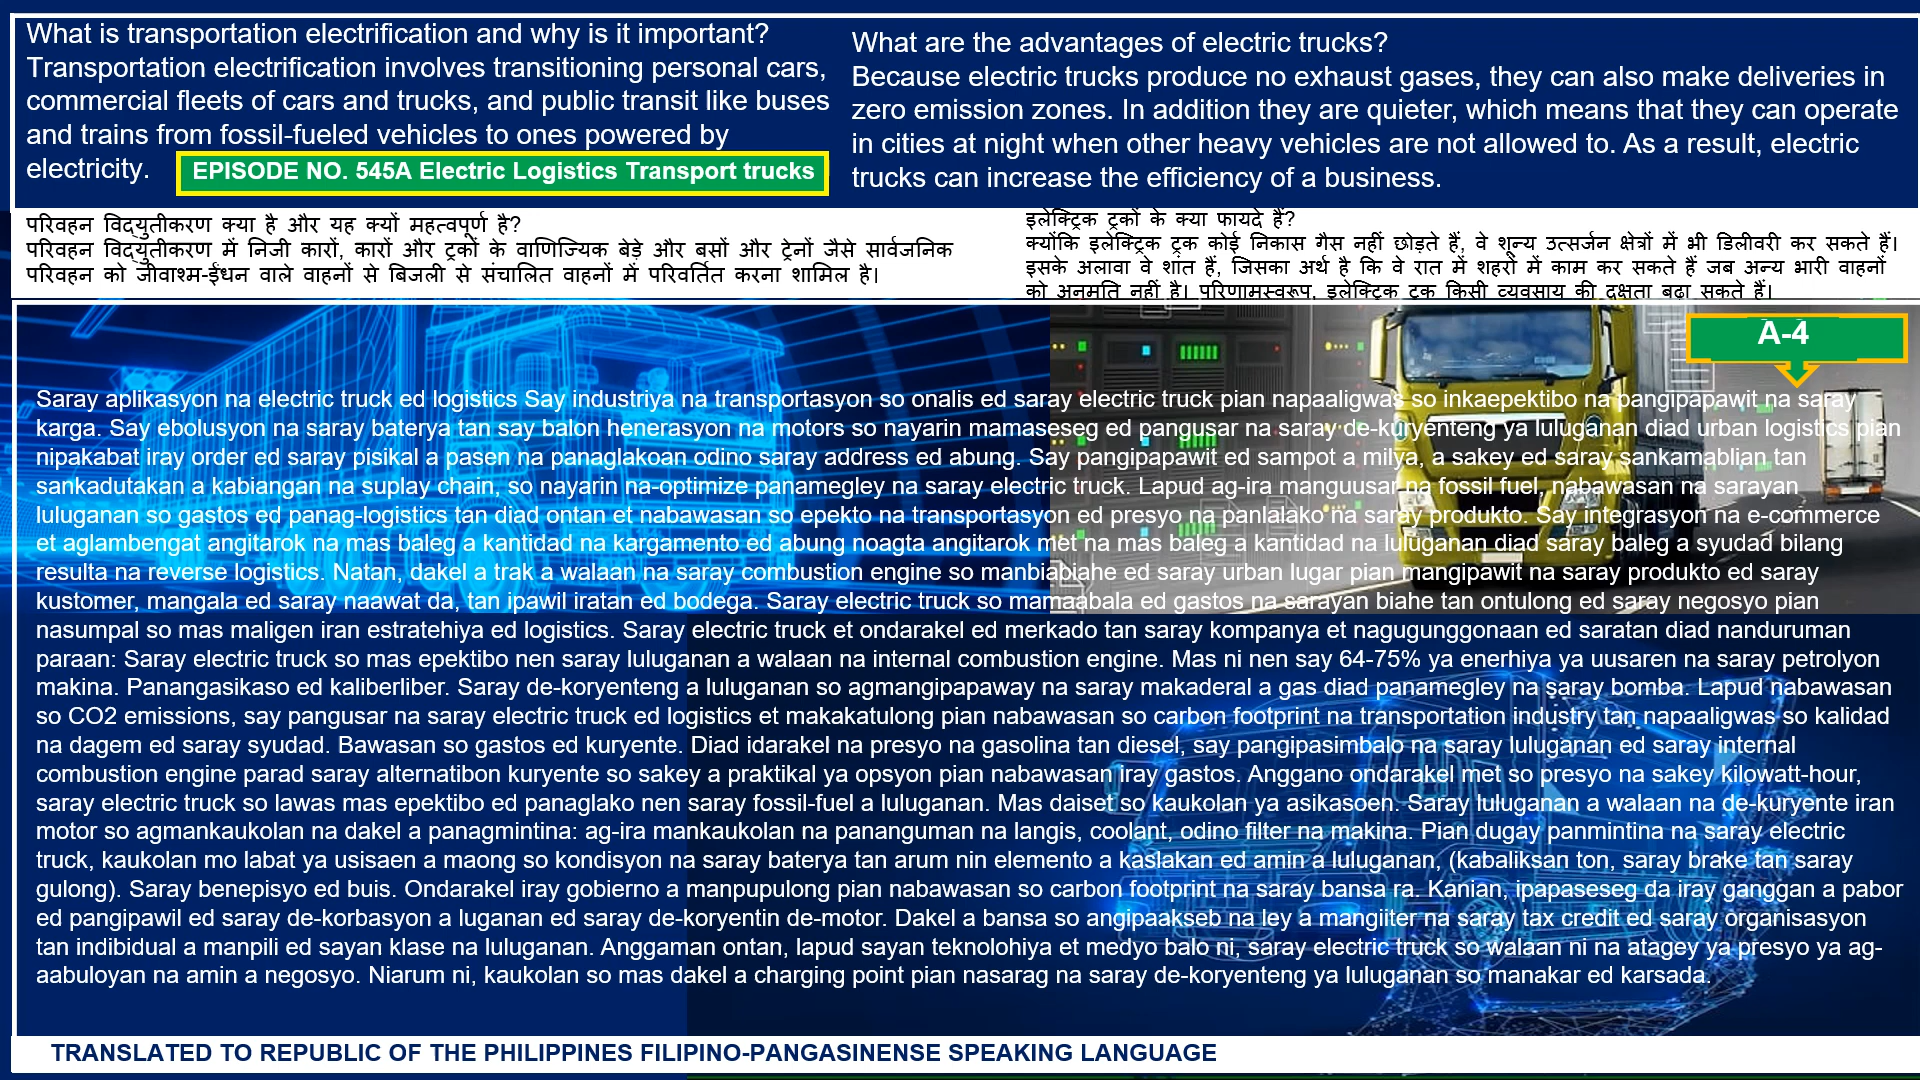 What is transportation electrification and why is it important?
Transportation electrification involves transitioning personal cars,
commercial fleets of cars and trucks, and public transit like buses
and trains from fossil-fueled vehicles to ones powered by
electricity.
EPISODE NO. 545A Electric Logistics Transport trucks
What are the advantages of electric trucks?
Because electric trucks produce no exhaust gases, they can also make deliveries in
zero emission zones. In addition they are quieter, which means that they can operate
in cities at night when other heavy vehicles are not allowed to. As a result, electric
trucks can increase the efficiency of a business.
परिवहन विद्युतीकरण क्या है और यह क्यों महत्वपूर्ण है?
परिवहन विद्युतीकरण में निजी कारों, कारों और ट्रकों के वाणिज्यिक बेड़े और बसों और ट्रेनों जैसे सार्वजनिक
परिवहन को जीवाश्म-ईंधन वाले वाहनों से बिजली से संचालित वाहनों में परिवर्तित करना शामिल है।
इलेक्ट्रिक ट्रकों के क्या फायदे हैं?
क्योंकि इलेक्ट्रिक ट्रक कोई निकास गैस नहीं छोड़ते हैं, वे शून्य उत्सर्जन क्षेत्रों में भी डिलीवरी कर सकते हैं।
इसके अलावा वे शांत हैं, जिसका अर्थ है कि वे रात में शहरों में काम कर सकते हैं जब अन्य भारी वाहनों
को अनुमति नहीं है। परिणामस्वरूप, इलेक्ट्रिक ट्रक किसी व्यवसाय की दक्षता बढ़ा सकते हैं।
A-4
Saray aplikasyon na electric truck ed logistics Say industriya na transportasyon so onalis ed saray electric truck pian napaaligwas so inkaepektibo na pangipapawit na saray
karga. Say ebolusyon na saray baterya tan say balon henerasyon na motors so nayarin mamaseseg ed pangusar na saray de-kuryenteng ya luluganan diad urban logistics pian
nipakabat iray order ed saray pisikal a pasen na panaglakoan odino saray address ed abung. Say pangipapawit ed sampot a milya, a sakey ed saray sankamablian tan
sankadutakan a kabiangan na suplay chain, so nayarin na-optimize panamegley na saray electric truck. Lapud ag-ira manguusar na fossil fuel, nabawasan na sarayan
luluganan so gastos ed panag-logistics tan diad ontan et nabawasan so epekto na transportasyon ed presyo na panlalako na saray produkto. Say integrasyon na e-commerce
et aglambengat angitarok na mas baleg a kantidad na kargamento ed abung noagta angitarok met na mas baleg a kantidad na luluganan diad saray baleg a syudad bilang
resulta na reverse logistics. Natan, dakel a trak a walaan na saray combustion engine so manbiabiahe ed saray urban lugar pian mangipawit na saray produkto ed saray
kustomer, mangala ed saray naawat da, tan ipawil iratan ed bodega. Saray electric truck so mamaabala ed gastos na sarayan biahe tan ontulong ed saray negosyo pian
nasumpal so mas maligen iran estratehiya ed logistics. Saray electric truck et ondarakel ed merkado tan saray kompanya et nagugunggonaan ed saratan diad nanduruman
paraan: Saray electric truck so mas epektibo nen saray luluganan a walaan na internal combustion engine. Mas ni nen say 64-75% ya enerhiya ya uusaren na saray petrolyon
makina. Panangasikaso ed kaliberliber. Saray de-koryenteng a luluganan so agmangipapaway na saray makaderal a gas diad panamegley na saray bomba. Lapud nabawasan
so CO2 emissions, say pangusar na saray electric truck ed logistics et makakatulong pian nabawasan so carbon footprint na transportation industry tan napaaligwas so kalidad
na dagem ed saray syudad. Bawasan so gastos ed kuryente. Diad idarakel na presyo na gasolina tan diesel, say pangipasimbalo na saray luluganan ed saray internal
combustion engine parad saray alternatibon kuryente so sakey a praktikal ya opsyon pian nabawasan iray gastos. Anggano ondarakel met so presyo na sakey kilowatt-hour,
saray electric truck so lawas mas epektibo ed panaglako nen saray fossil-fuel a luluganan. Mas daiset so kaukolan ya asikasoen. Saray luluganan a walaan na de-kuryente iran
motor so agmankaukolan na dakel a panagmintina: ag-ira mankaukolan na pananguman na langis, coolant, odino filter na makina. Pian dugay panmintina na saray electric
truck, kaukolan mo labat ya usisaen a maong so kondisyon na saray baterya tan arum nin elemento a kaslakan ed amin a luluganan, (kabaliksan ton, saray brake tan saray
gulong). Saray benepisyo ed buis. Ondarakel iray gobierno a manpupulong pian nabawasan so carbon footprint na saray bansa ra. Kanian, ipapaseseg da iray ganggan a pabor
ed pangipawil ed saray de-korbasyon a luganan ed saray de-koryentin de-motor. Dakel a bansa so angipaakseb na ley a mangiiter na saray tax credit ed saray organisasyon
tan indibidual a manpili ed sayan klase na luluganan. Anggaman ontan, lapud sayan teknolohiya et medyo balo ni, saray electric truck so walaan ni na atagey ya presyo ya ag-
aabuloyan na amin a negosyo. Niarum ni, kaukolan so mas dakel a charging point pian nasarag na saray de-koryenteng ya luluganan so manakar ed karsada.
TRANSLATED TO REPUBLIC OF THE PHILIPPINES FILIPINO-PANGASINENSE SPEAKING LANGUAGE